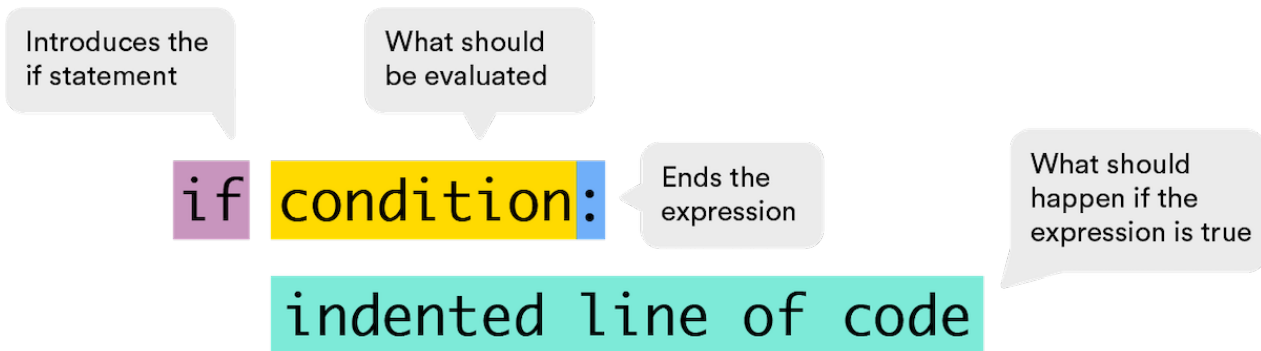 Introduces the
if statement
What should
be evaluated
if condition:
Ends the
expression
What should
happen if the
expression is true
indented line of code